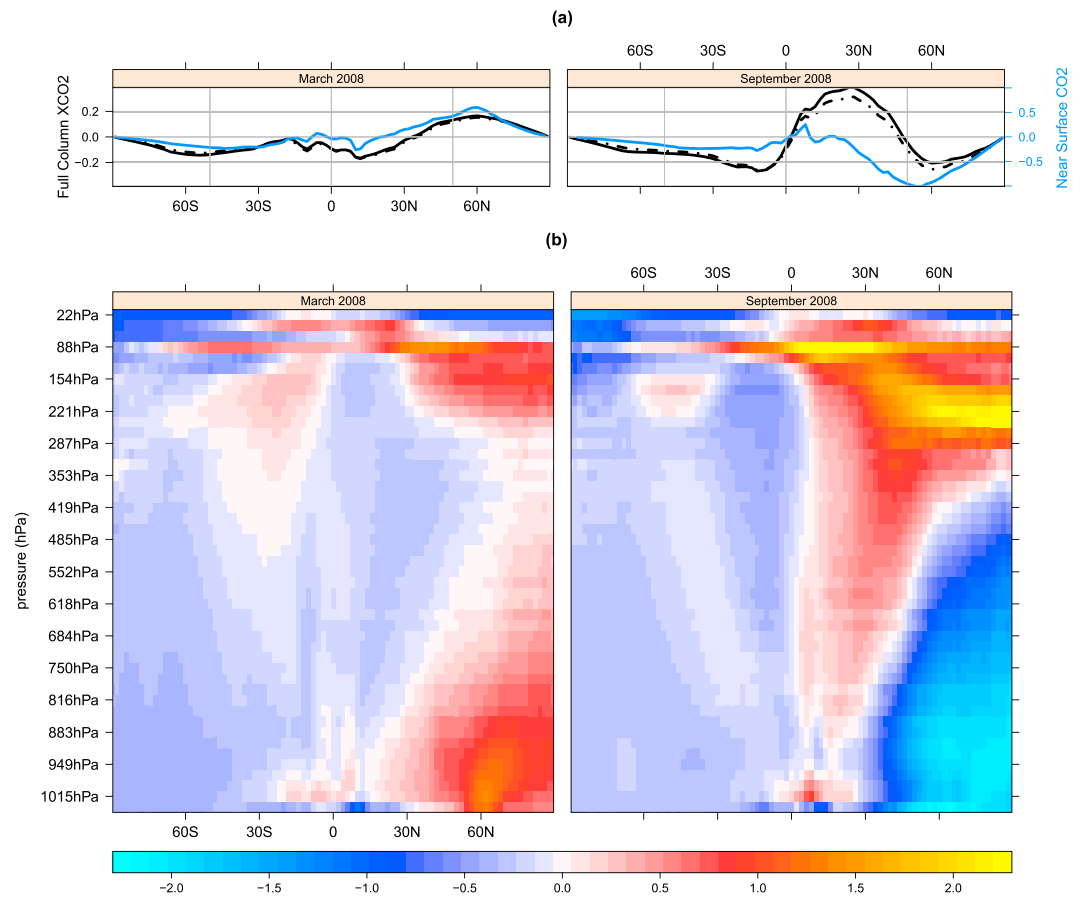 (a)
60S 30S 0 30N 60N
March 2008 September 2008
Full Column XCO2
0.2
0.0
−0.2
0.5
0.0
−0.5
Near Surface CO2
60S 30S 0 30N 60N
(b)
60S 30S 0 30N 60N
March 2008 September 2008
pressure (hPa)
22hPa
88hPa
154hPa
221hPa
287hPa
353hPa
419hPa
485hPa
552hPa
618hPa
684hPa
750hPa
816hPa
883hPa
949hPa
1015hPa
60S 30S 0 30N 60N
−2.0 −1.5 −1.0 −0.5 0.0 0.5 1.0 1.5 2.0